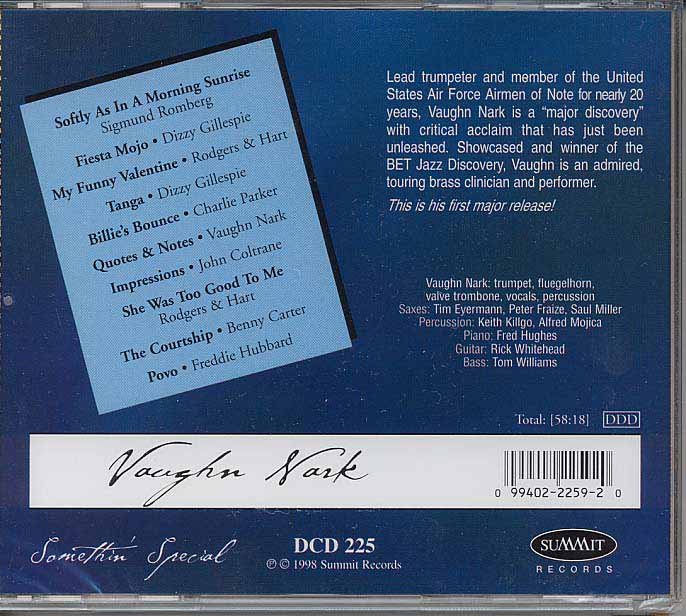 Softly As In A Morning Sunrise
Sigmund Romberg
Fiesta Mojo • Dizzy Gillespie
My Funny Valentine • Rodgers & Hart
Tanga • Dizzy Gillespie
Billie's Bounce • Charlie Parker
Quotes & Notes • Vaughn Nark
Impressions • John Coltrane
She Was Too Good To Me
Rodgers & Hart
The Courtship • Benny Carter
Povo • Freddie Hubbard
Lead trumpeter and member of the United
States Air Force Airmen of Note for nearly 20
years, Vaughn Nark is a “major discovery”
with critical acclaim that has just been
unleashed. Showcased and winner of the
BET Jazz Discovery, Vaughn is an admired,
touring brass clinician and performer.
This is his first major release!
Vaughn Nark: trumpet, fluegelhorn,
valve trombone, vocals, percussion
Saxes: Tim Eyermann, Peter Fraize, Saul Miller
Percussion: Keith Killgo, Alfred Mojica
Piano: Fred Hughes
Guitar: Rick Whitehead
Bass: Tom Williams
Total: [58:18] DDD
Vaughn Nark
0 99402-2259-2 0
Somethin' Special
DCD 225
℗ © 1998 Summit Records
SUMMIT
RECORDS